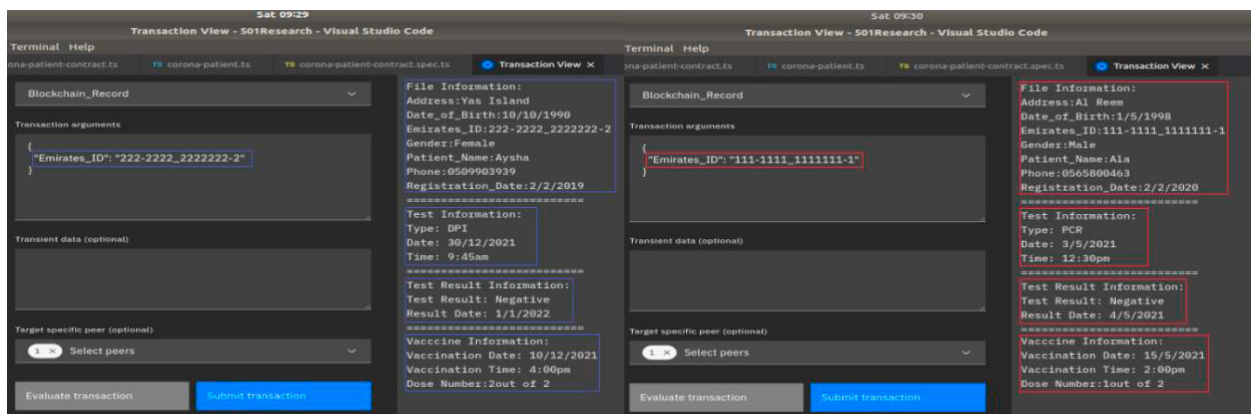 Sat 09:29
Transaction View - 501Research - Visual Studio Code
Terminal Help
ona-patient-contract.ts TS corona-patient.ts TS corona-patient-contract.spec.ts Transaction View ×
Blockchain_Record
Transaction arguments
{
"Emirates_ID": "222-2222_2222222-2"
}
Transient data (optional)
Target specific peer (optional)
1 × Select peers
Evaluate transaction Submit transaction
File Information:
Address:Yas Island
Date_of_Birth:10/10/1990
Emirates_ID:222-2222_2222222-2
Gender:Female
Patient_Name:Aysha
Phone:0509903939
Registration_Date:2/2/2019
===========================
Test Information:
Type: DPI
Date: 30/12/2021
Time: 9:45am
===========================
Test Result Information:
Test Result: Negative
Result Date: 1/1/2022
===========================
Vacccine Information:
Vaccination Date: 10/12/2021
Vaccination Time: 4:00pm
Dose Number:2out of 2
Sat 09:30
Transaction View - 501Research - Visual Studio Code
Terminal Help
ona-patient-contract.ts TS corona-patient.ts TS corona-patient-contract.spec.ts Transaction View ×
Blockchain_Record
Transaction arguments
{
"Emirates_ID": "111-1111_1111111-1"
}
Transient data (optional)
Target specific peer (optional)
1 × Select peers
Evaluate transaction Submit transaction
File Information:
Address:Al Reem
Date_of_Birth:1/5/1998
Emirates_ID:111-1111_1111111-1
Gender:Male
Patient_Name:Ala
Phone:0565800463
Registration_Date:2/2/2020
===========================
Test Information:
Type: PCR
Date: 3/5/2021
Time: 12:30pm
===========================
Test Result Information:
Test Result: Negative
Result Date: 4/5/2021
===========================
Vacccine Information:
Vaccination Date: 15/5/2021
Vaccination Time: 2:00pm
Dose Number:1out of 2